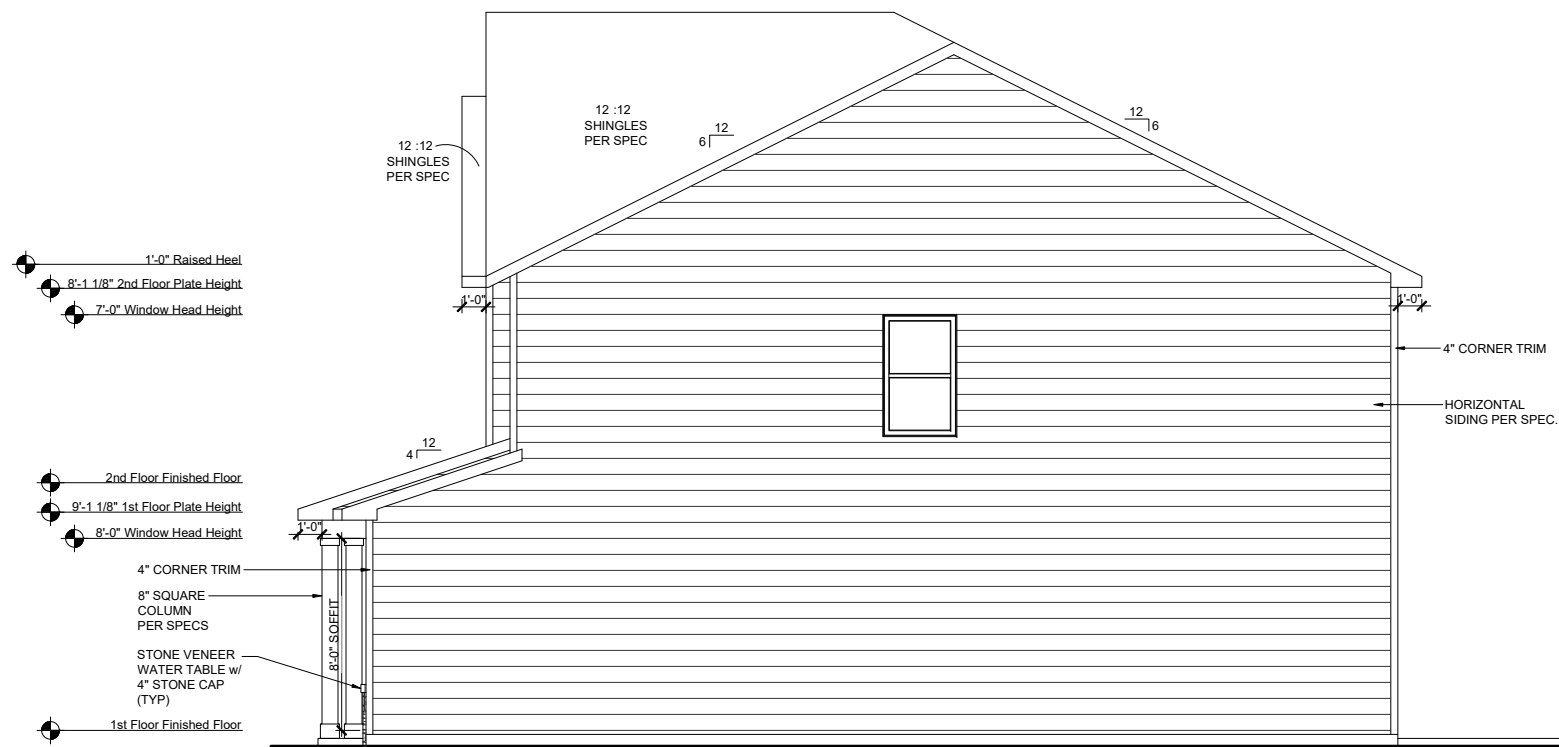 12 :12
SHINGLES
PER SPEC
12
6
12
6
12 :12
SHINGLES
PER SPEC
1'-0" Raised Heel
8'-1 1/8" 2nd Floor Plate Height
7'-0" Window Head Height
1'-0"
1'-0"
4" CORNER TRIM
HORIZONTAL
SIDING PER SPEC.
12
4
2nd Floor Finished Floor
9'-1 1/8" 1st Floor Plate Height
8'-0" Window Head Height
1'-0"
4" CORNER TRIM
8" SQUARE
COLUMN
PER SPECS
8'-0" SOFFIT
STONE VENEER
WATER TABLE w/
4" STONE CAP
(TYP)
1st Floor Finished Floor